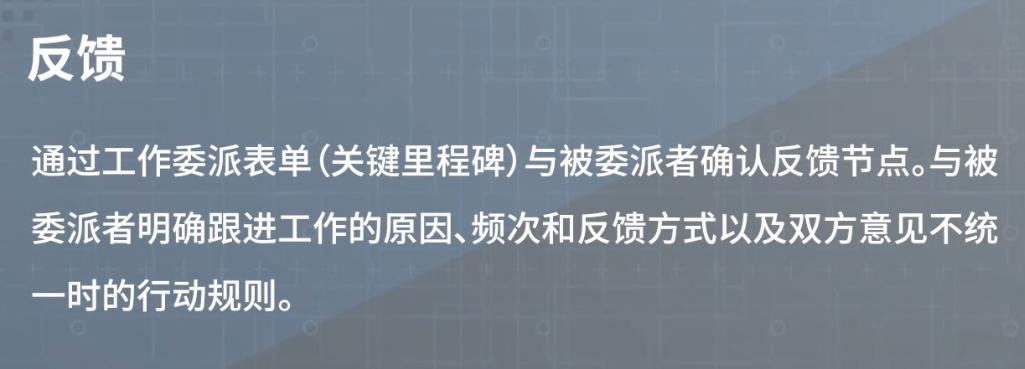 反馈
通过工作委派表单（关键里程碑）与被委派者确认反馈节点。与被
委派者明确跟进工作的原因、频次和反馈方式以及双方意见不统
一时的行动规则。